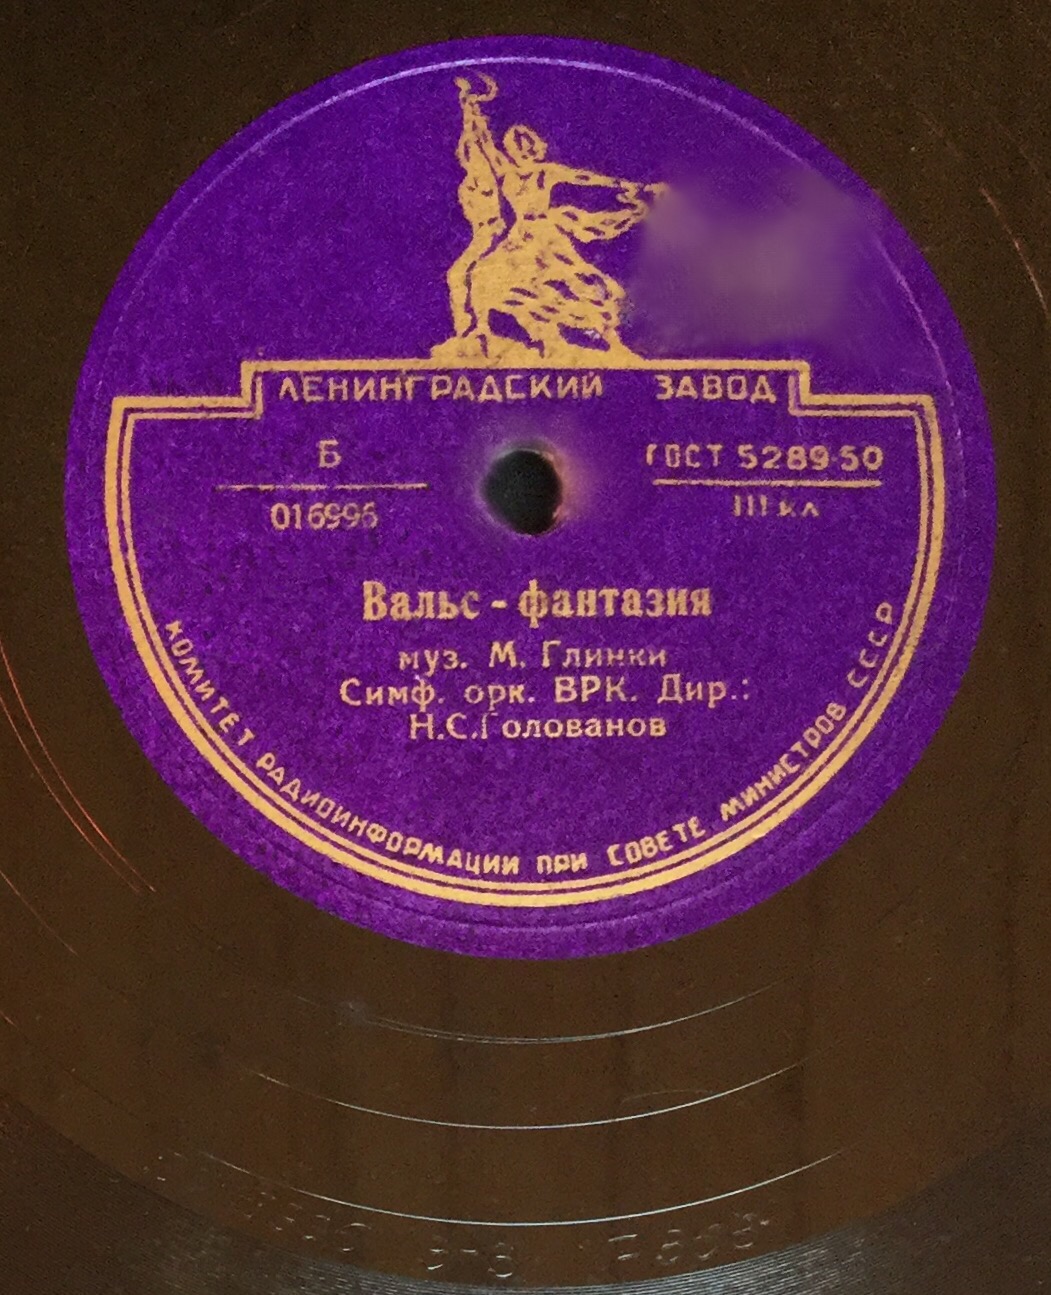 ЛЕНИНГРАДСКИЙ ЗАВОД
Б
016996
ГОСТ 5289-50
III кл
Вальс - фантазия
муз. М. Глинки
Симф. орк. ВРК. Дир.:
Н.С.Голованов
КОМИТЕТ РАДИОИНФОРМАЦИИ ПРИ СОВЕТЕ МИНИСТРОВ СССР